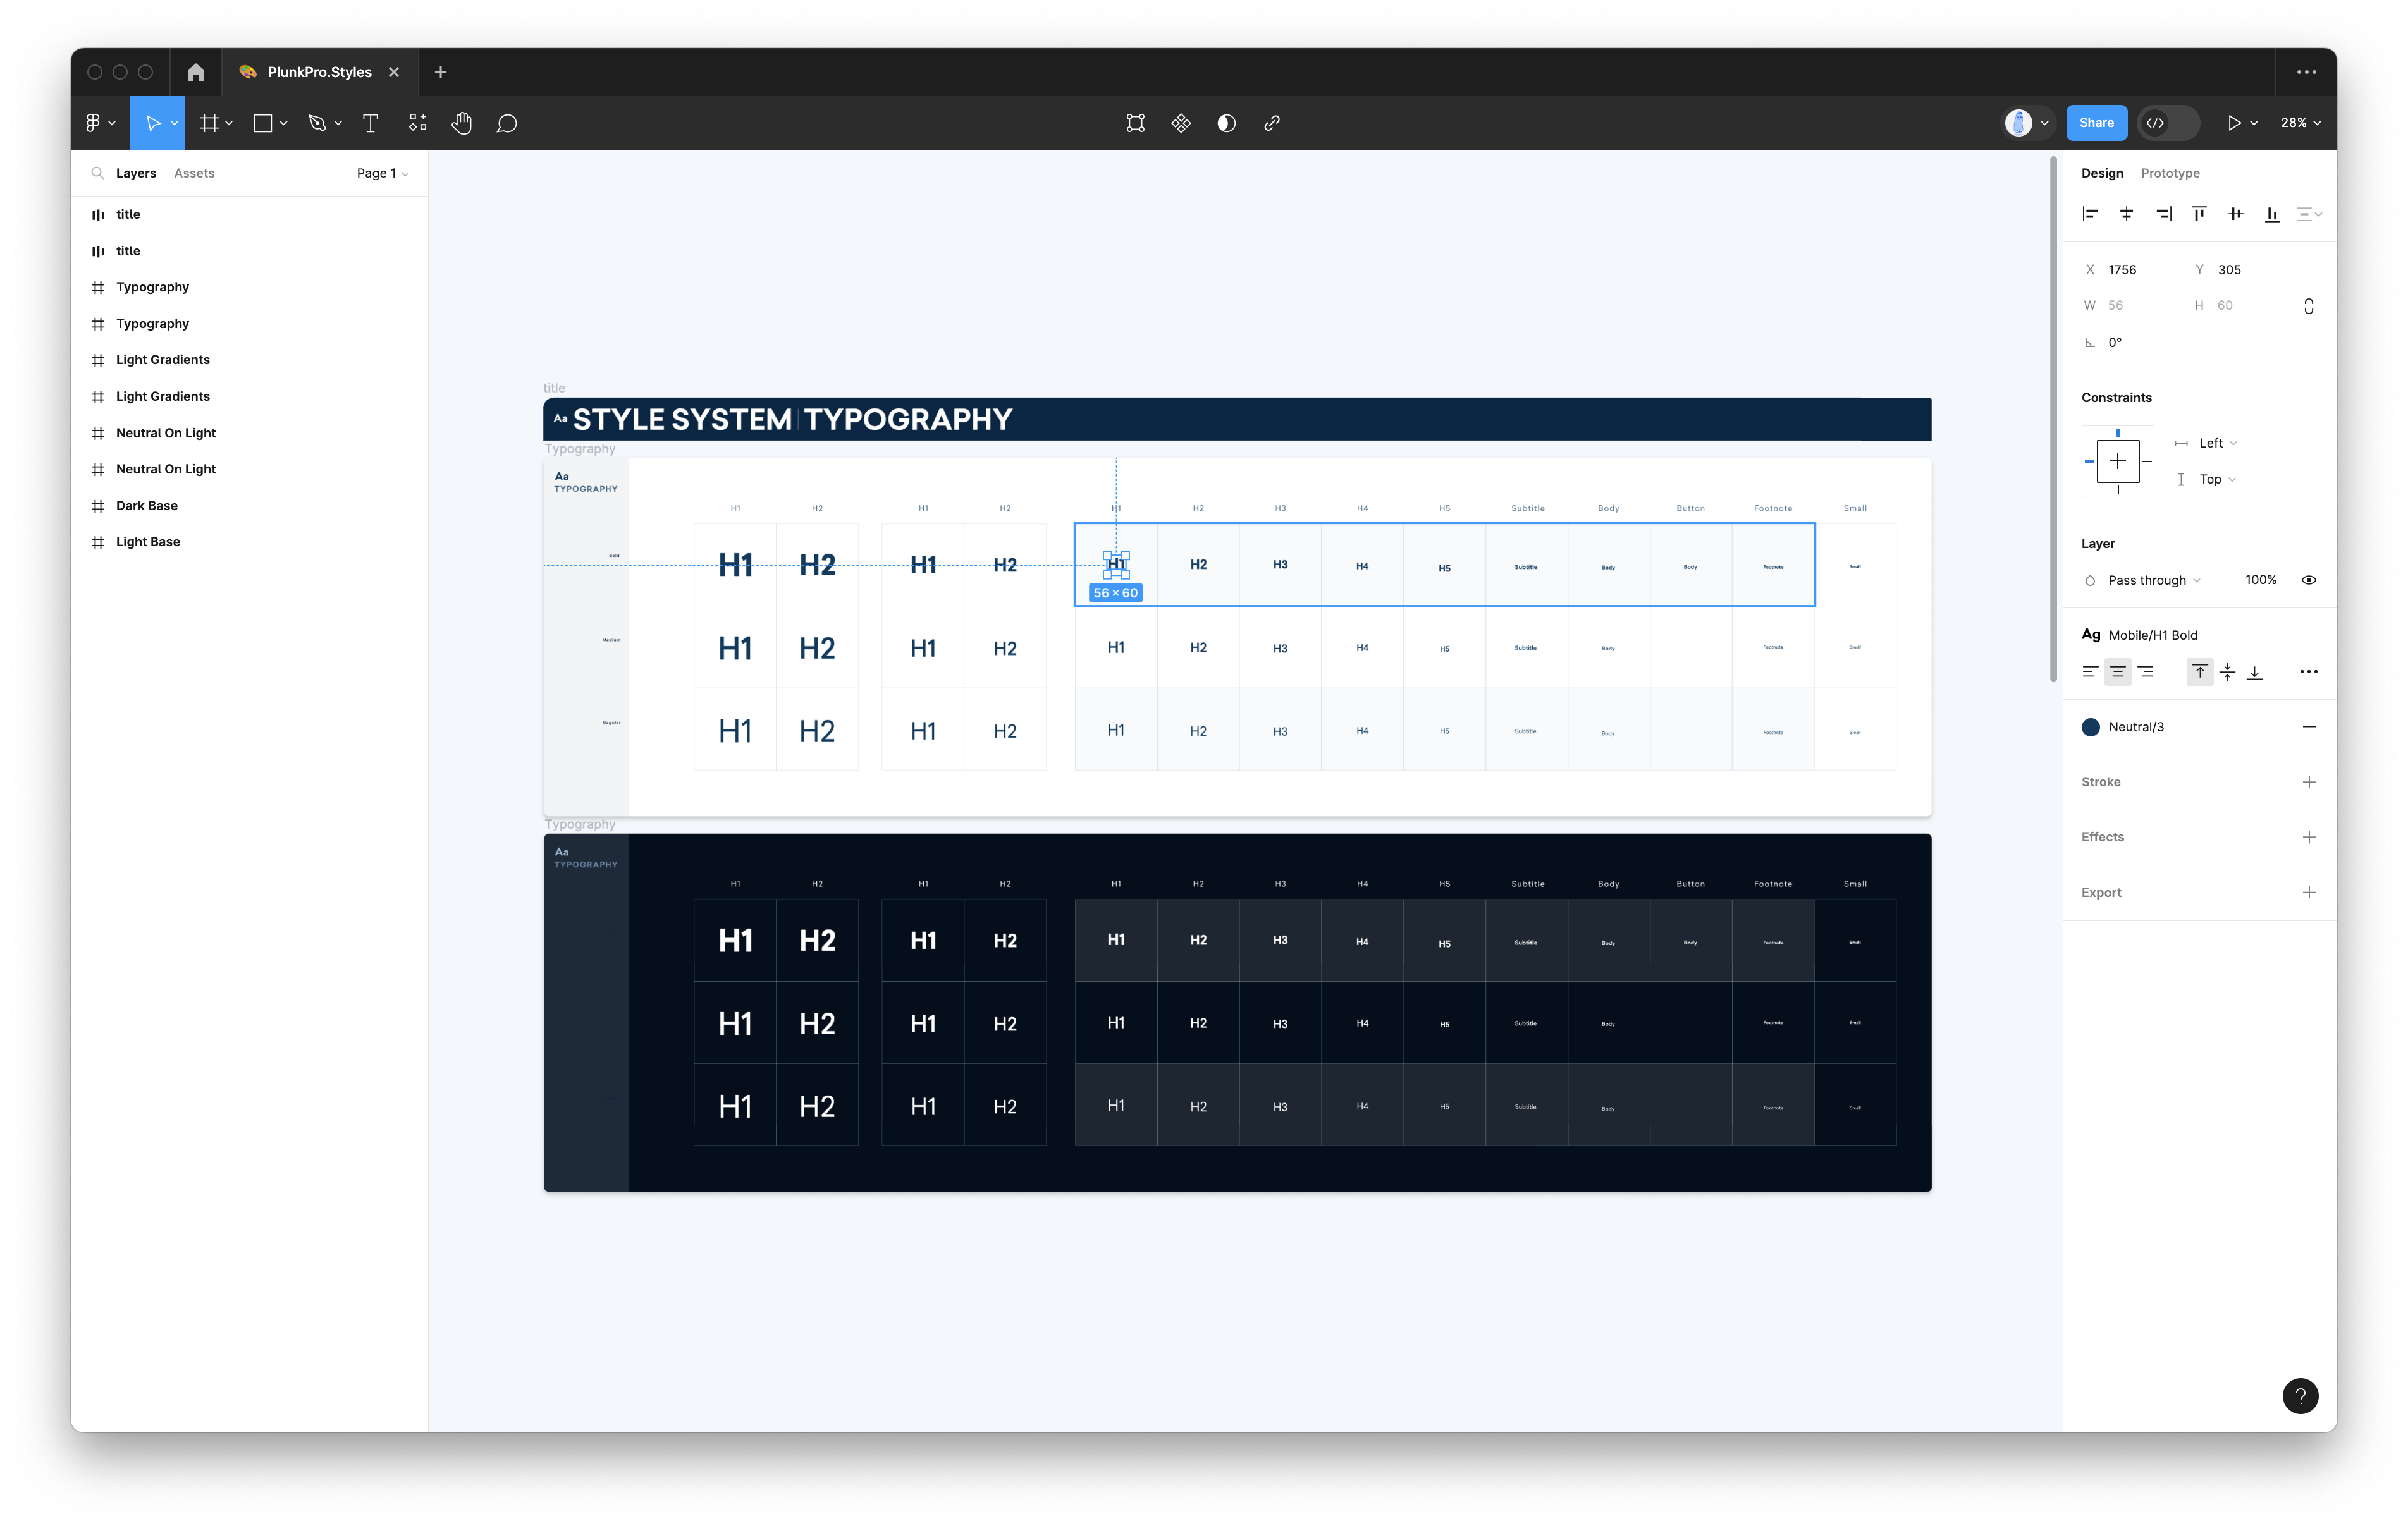 PlunkPro.Styles
Share
28%
Layers
Assets
Page 1
title
title
Typography
Typography
Light Gradients
Light Gradients
Neutral On Light
Neutral On Light
Dark Base
Light Base
title
Aa STYLE SYSTEM TYPOGRAPHY
Typography
Aa
TYPOGRAPHY
H1 H2 H1 H2 H1 H2 H3 H4 H5 Subtitle Body Button Footnote Small
Bold H1 H2 H1 H2 H1 H2 H3 H4 H5 Subtitle Body Body Footnote Small
56 × 60
Medium H1 H2 H1 H2 H1 H2 H3 H4 H5 Subtitle Body Footnote Small
Regular H1 H2 H1 H2 H1 H2 H3 H4 H5 Subtitle Body Footnote Small
Typography
Aa
TYPOGRAPHY
H1 H2 H1 H2 H1 H2 H3 H4 H5 Subtitle Body Button Footnote Small
H1 H2 H1 H2 H1 H2 H3 H4 H5 Subtitle Body Body Footnote Small
H1 H2 H1 H2 H1 H2 H3 H4 H5 Subtitle Body Footnote Small
H1 H2 H1 H2 H1 H2 H3 H4 H5 Subtitle Body Footnote Small
Design
Prototype
X 1756 Y 305
W 56 H 60
0°
Constraints
Left
Top
Layer
Pass through 100%
Ag Mobile/H1 Bold
Neutral/3
Stroke
Effects
Export
?